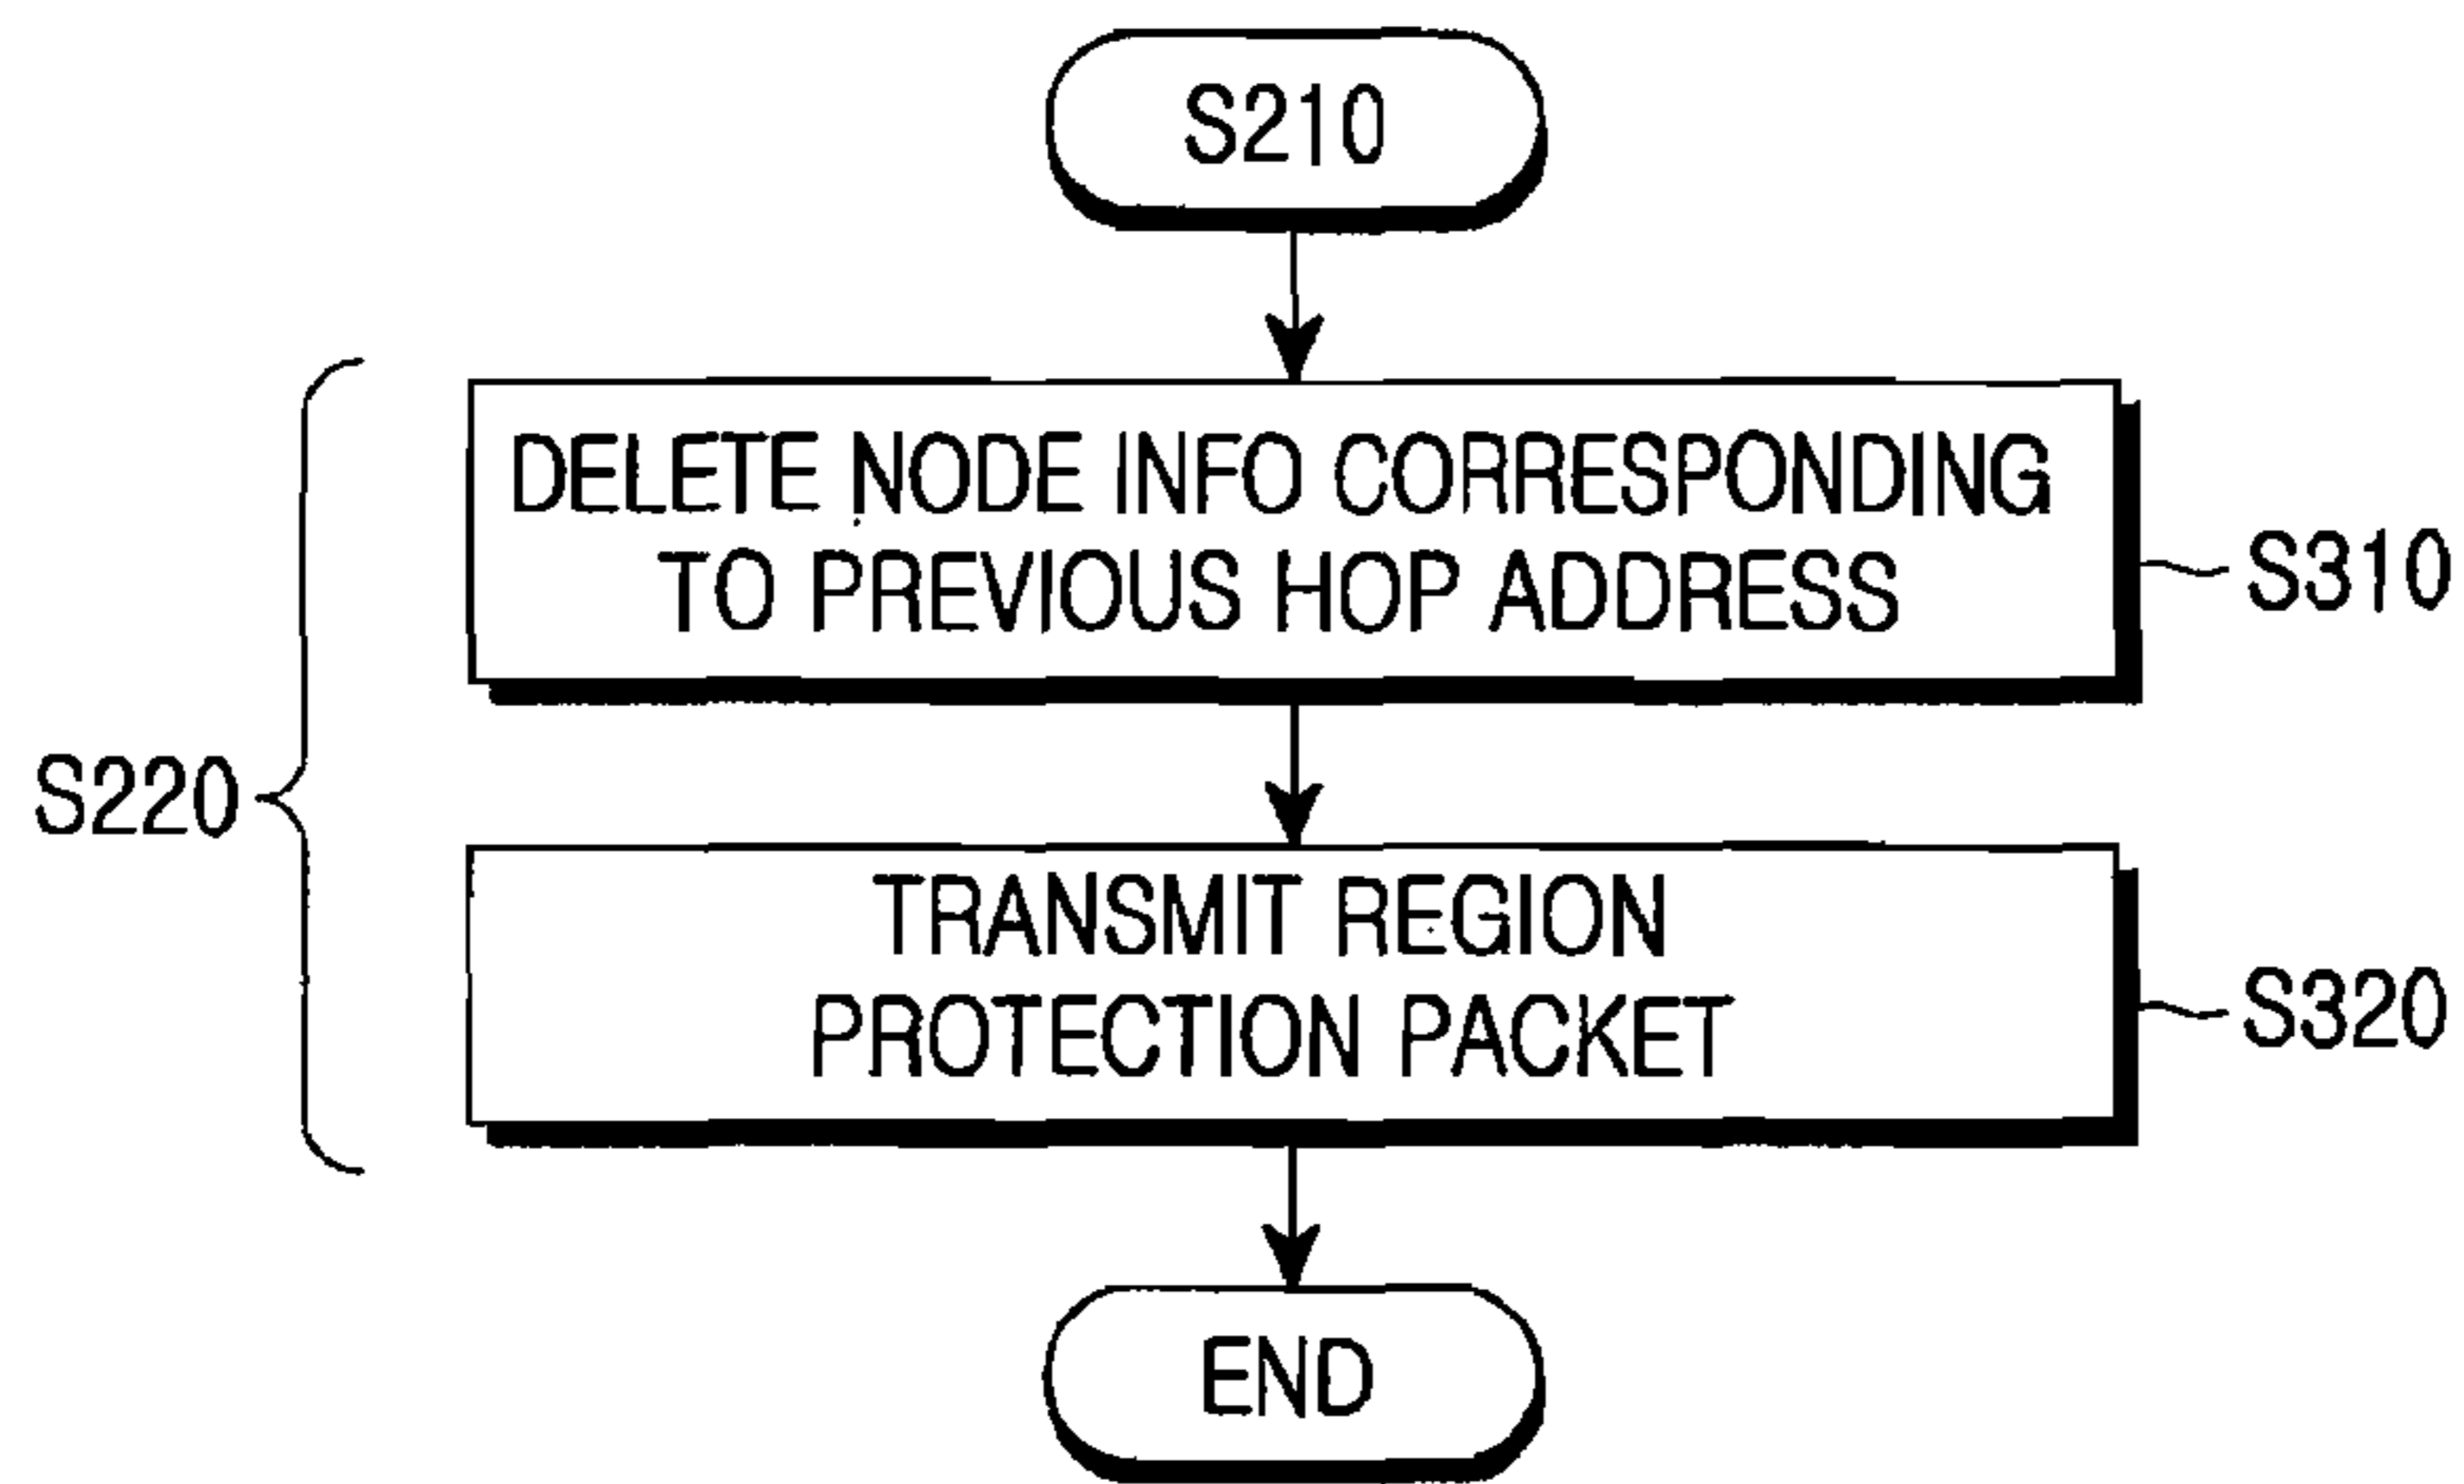 S210
DELETE NODE INFO CORRESPONDING
TO PREVIOUS HOP ADDRESS
S310
S220
TRANSMIT REGION
PROTECTION PACKET
S320
END